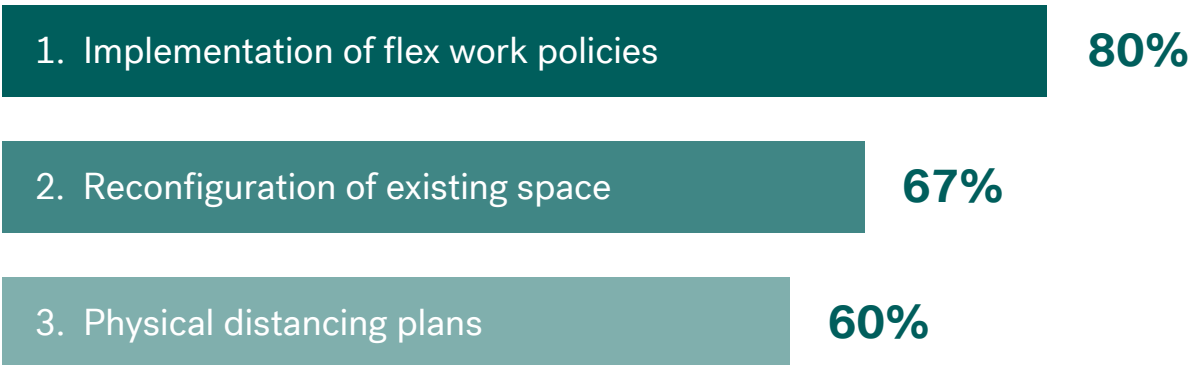 1. Implementation of flex work policies 80%
2. Reconfiguration of existing space 67%
3. Physical distancing plans 60%